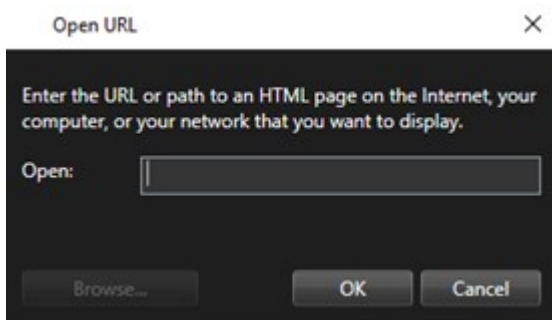 Open URL
Enter the URL or path to an HTML page on the Internet, your
computer, or your network that you want to display.
Open:
Browse...
OK
Cancel